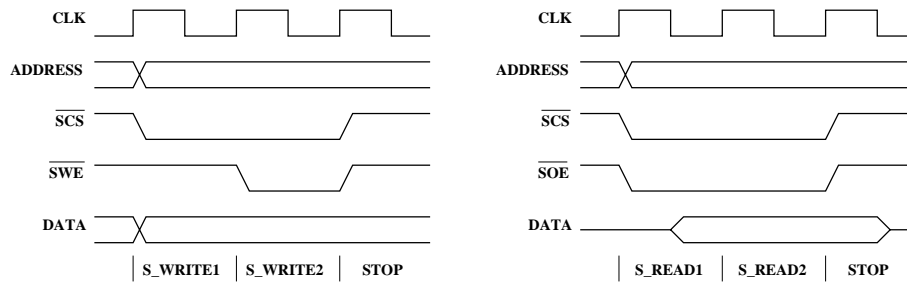 CLK
ADDRESS
SCS
SWE
DATA
S_WRITE1 S_WRITE2 STOP
CLK
ADDRESS
SCS
SOE
DATA
S_READ1 S_READ2 STOP